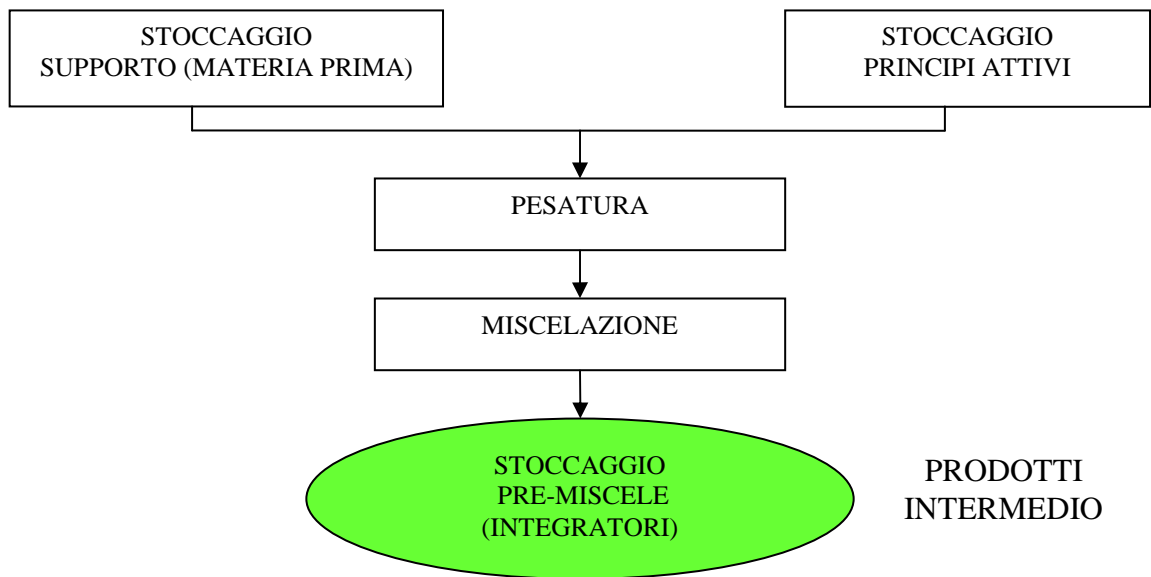 STOCCAGGIO
SUPPORTO (MATERIA PRIMA)
STOCCAGGIO
PRINCIPI ATTIVI
PESATURA
MISCELAZIONE
STOCCAGGIO
PRE-MISCELE
(INTEGRATORI)
PRODOTTI
INTERMEDIO